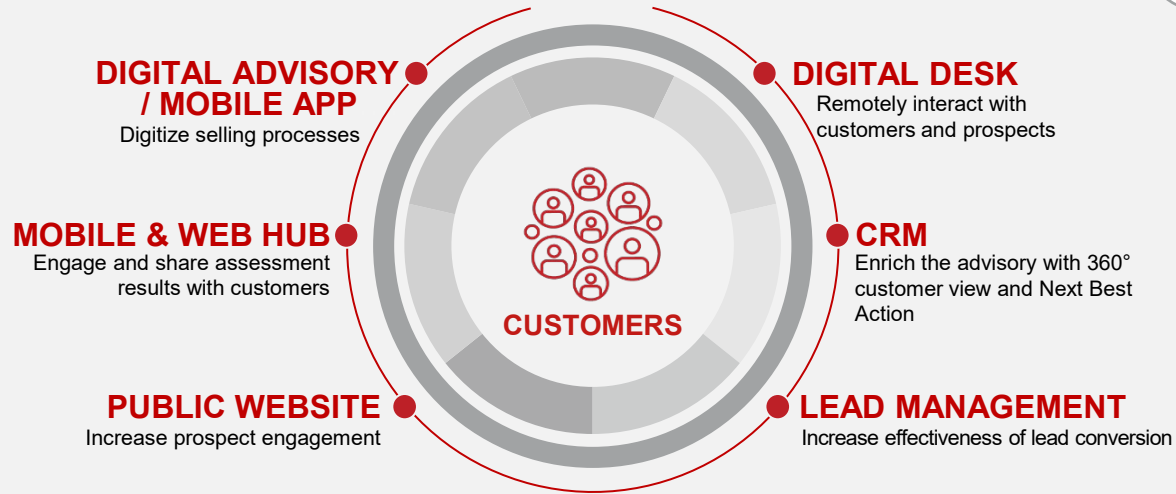 DIGITAL ADVISORY
/ MOBILE APP
Digitize selling processes
MOBILE & WEB HUB
Engage and share assessment
results with customers
PUBLIC WEBSITE
Increase prospect engagement
CUSTOMERS
DIGITAL DESK
Remotely interact with
customers and prospects
CRM
Enrich the advisory with 360°
customer view and Next Best
Action
LEAD MANAGEMENT
Increase effectiveness of lead conversion